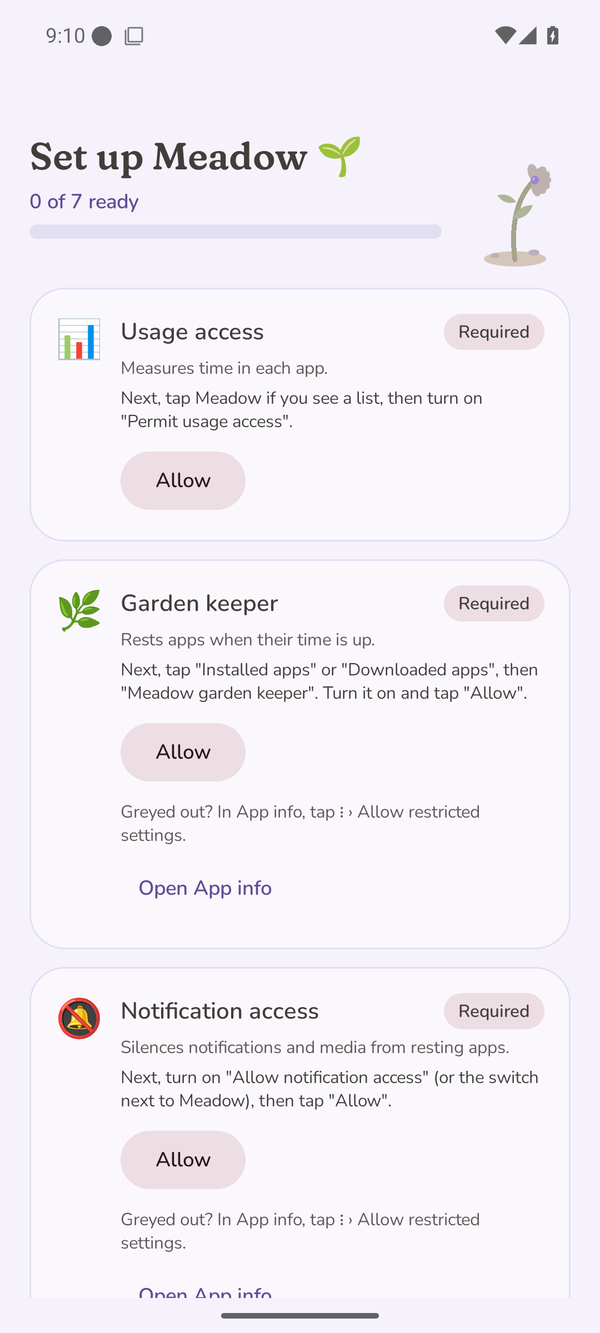 9:10
Set up Meadow 🌱
0 of 7 ready
Usage access
Required
Measures time in each app.
Next, tap Meadow if you see a list, then turn on
"Permit usage access".
Allow
Garden keeper
Required
Rests apps when their time is up.
Next, tap "Installed apps" or "Downloaded apps", then
"Meadow garden keeper". Turn it on and tap "Allow".
Allow
Greyed out? In App info, tap ⋮ › Allow restricted
settings.
Open App info
Notification access
Required
Silences notifications and media from resting apps.
Next, turn on "Allow notification access" (or the switch
next to Meadow), then tap "Allow".
Allow
Greyed out? In App info, tap ⋮ › Allow restricted
settings.
Open App info